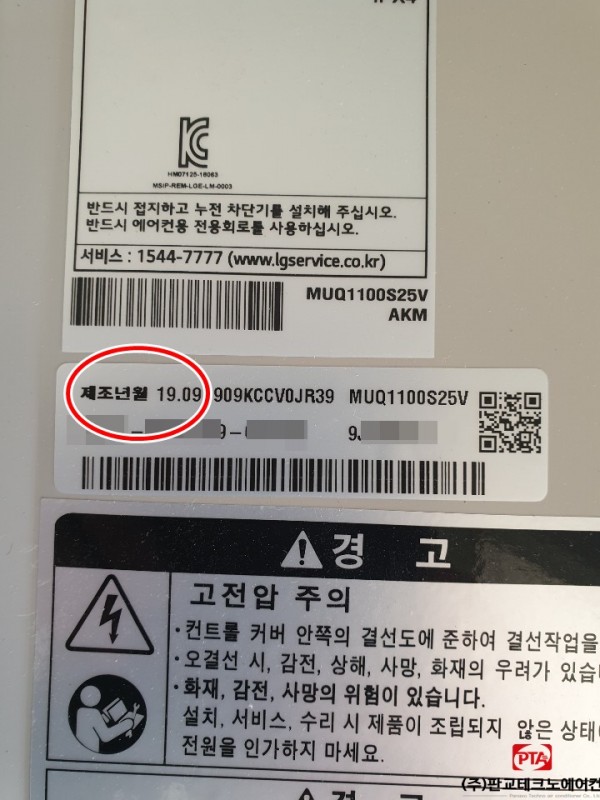 IPX4
KC
HM07125-18063
MSIP-REM-LGE-LM-0003
반드시 접지하고 누전 차단기를 설치해 주십시오.
반드시 에어컨용 전용회로를 사용하십시오.
서비스 : 1544-7777 (www.lgservice.co.kr)
MUQ1100S25V
AKM
제조년월 19.09 909KCCV0JR39 MUQ1100S25V
경 고
고전압 주의
·컨트롤 커버 안쪽의 결선도에 준하여 결선작업을
·오결선 시, 감전, 상해, 사망, 화재의 우려가 있습니
·화재, 감전, 사망의 위험이 있습니다.
설치, 서비스, 수리 시 제품이 조립되지 않은 상태에
전원을 인가하지 마세요.
PTA
(주)판교테크노에어컨
경 고